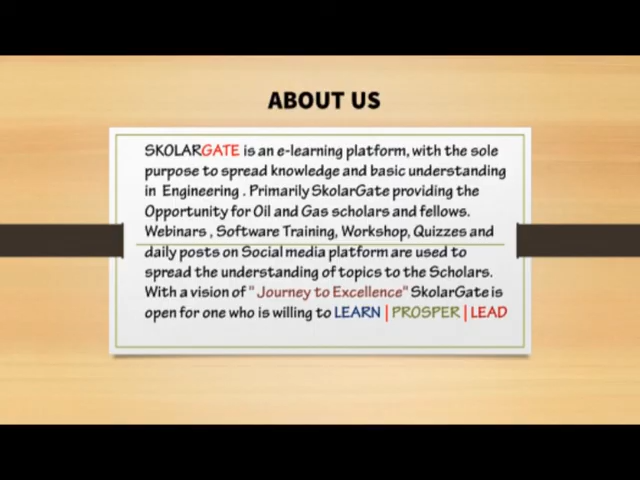 ABOUT US
SKOLARGATE is an e-learning platform, with the sole
purpose to spread knowledge and basic understanding
in Engineering . Primarily SkolarGate providing the
Opportunity for Oil and Gas scholars and fellows.
Webinars , Software Training, Workshop, Quizzes and
daily posts on Social media platform are used to
spread the understanding of topics to the Scholars.
With a vision of " Journey to Excellence" SkolarGate is
open for one who is willing to LEARN | PROSPER | LEAD